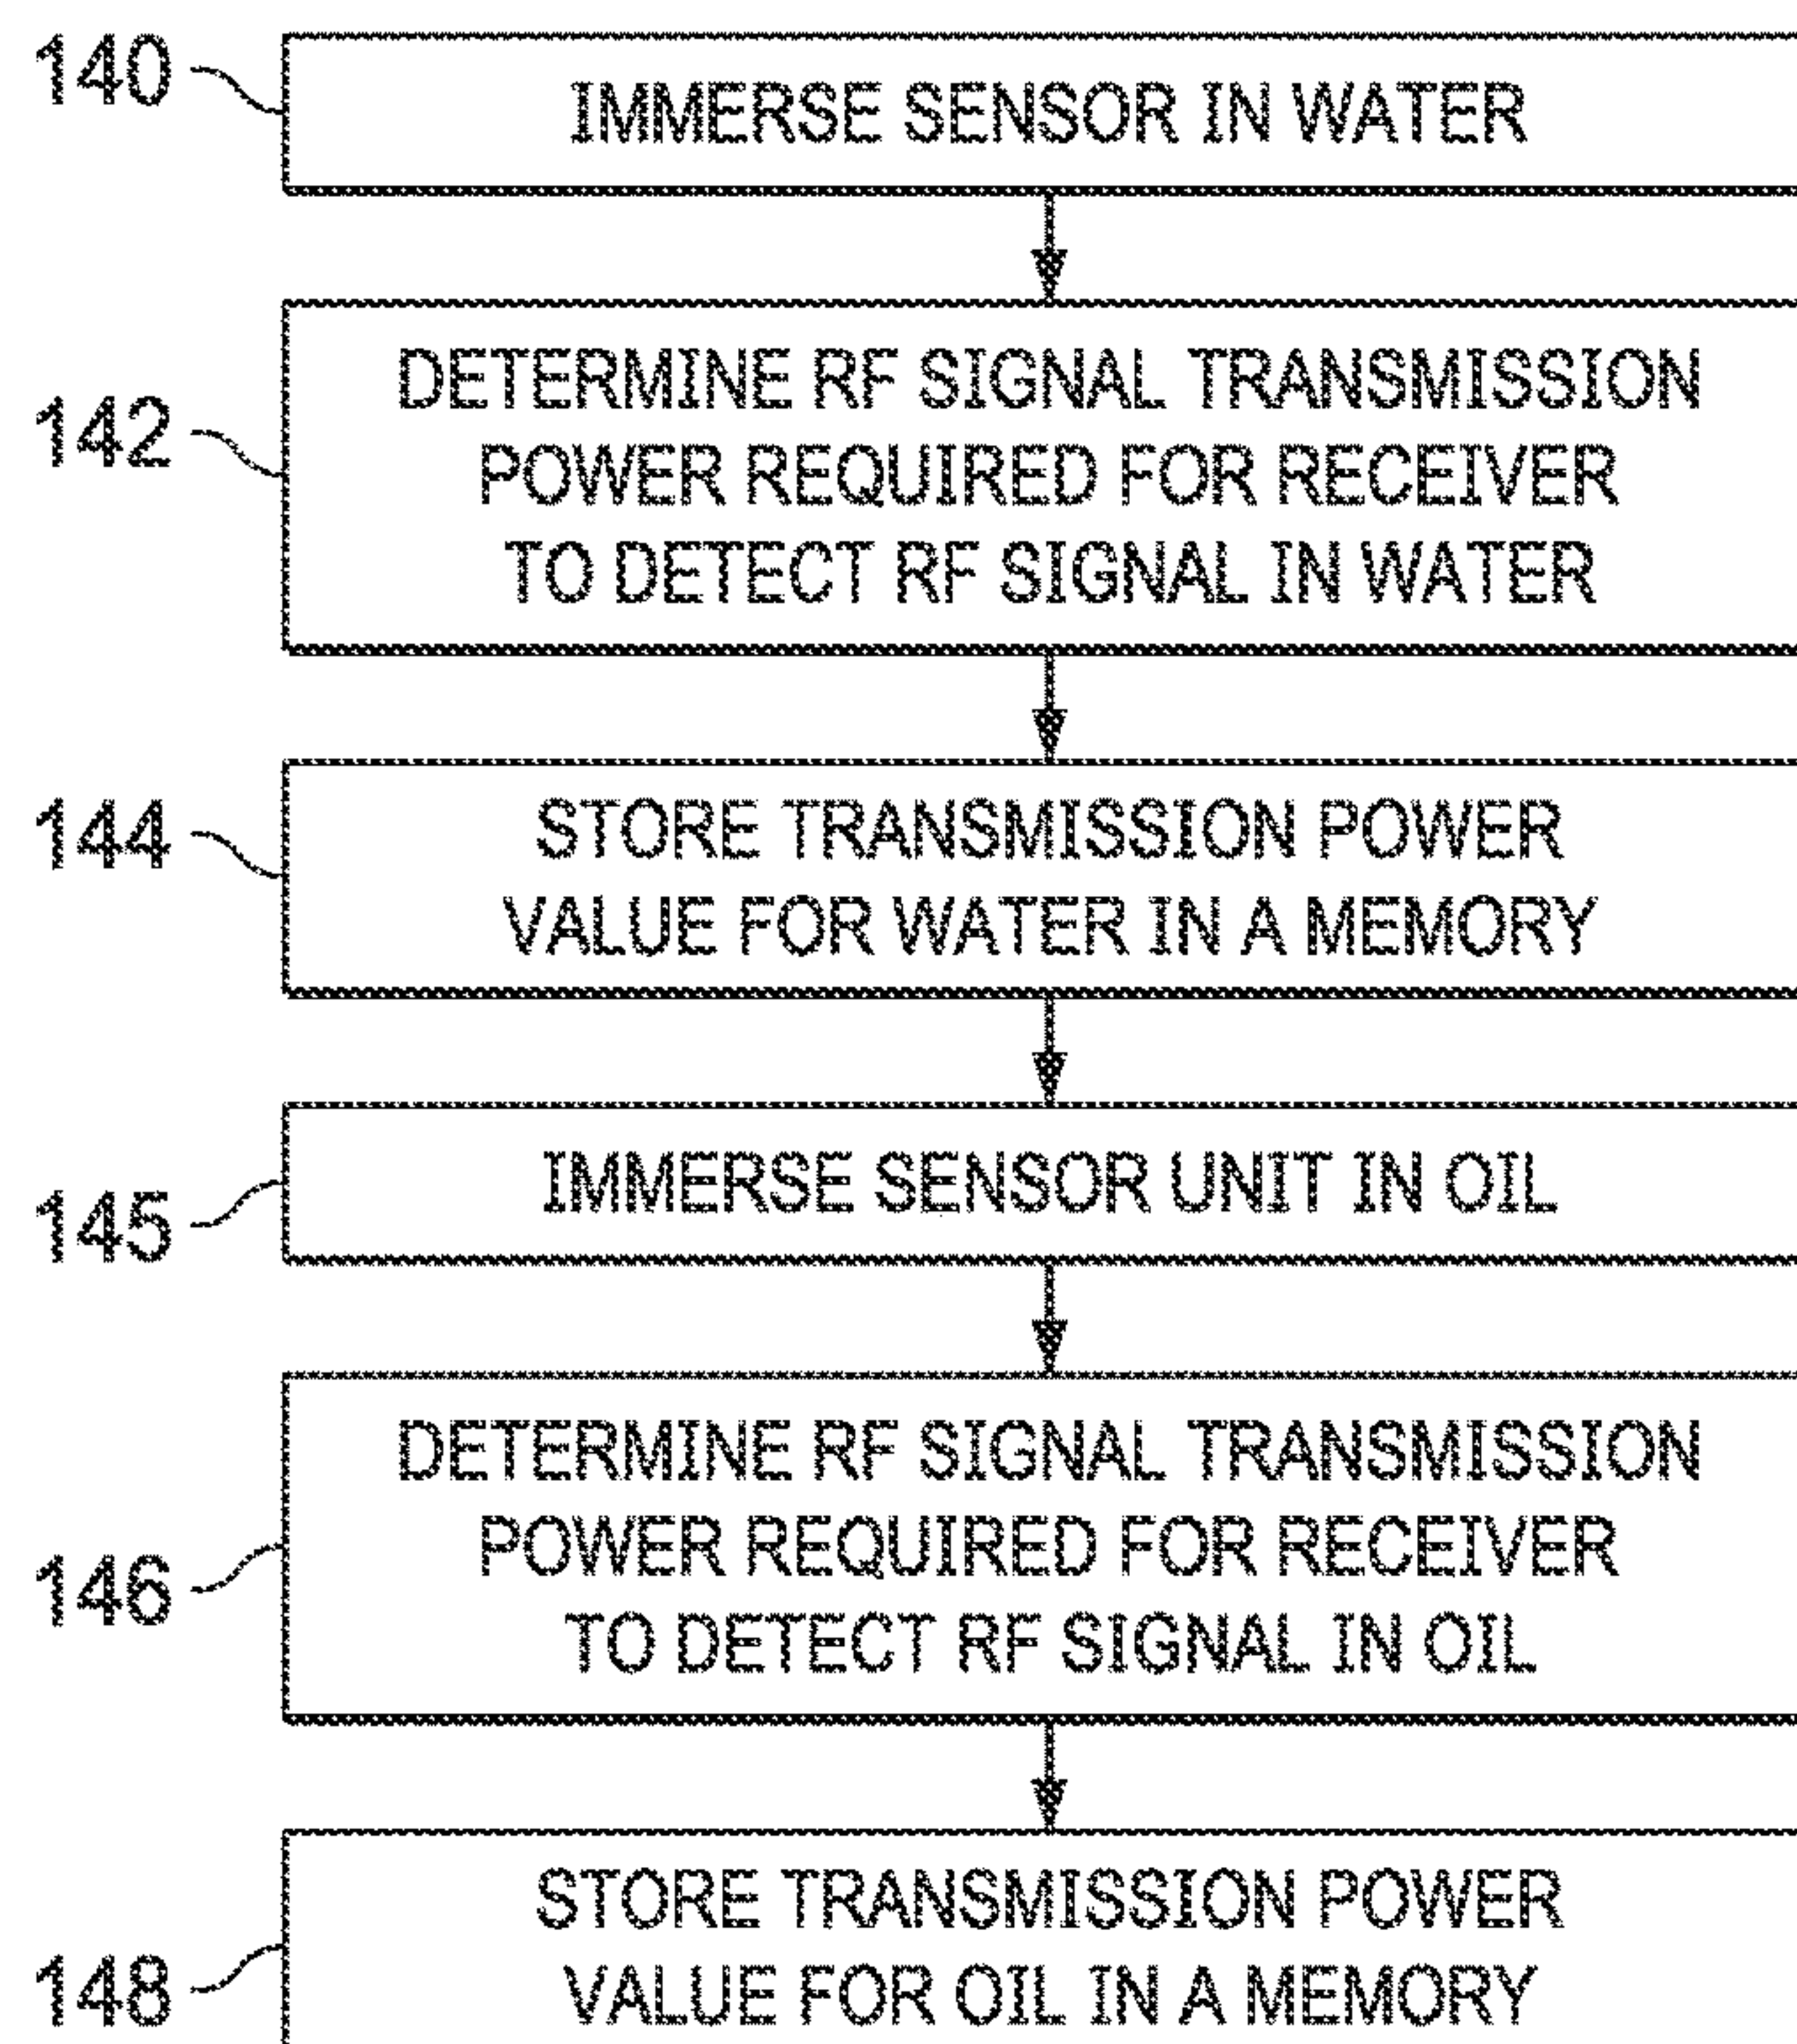 140
IMMERSE SENSOR IN WATER
142
DETERMINE RF SIGNAL TRANSMISSION
POWER REQUIRED FOR RECEIVER
TO DETECT RF SIGNAL IN WATER
144
STORE TRANSMISSION POWER
VALUE FOR WATER IN A MEMORY
145
IMMERSE SENSOR UNIT IN OIL
146
DETERMINE RF SIGNAL TRANSMISSION
POWER REQUIRED FOR RECEIVER
TO DETECT RF SIGNAL IN OIL
148
STORE TRANSMISSION POWER
VALUE FOR OIL IN A MEMORY